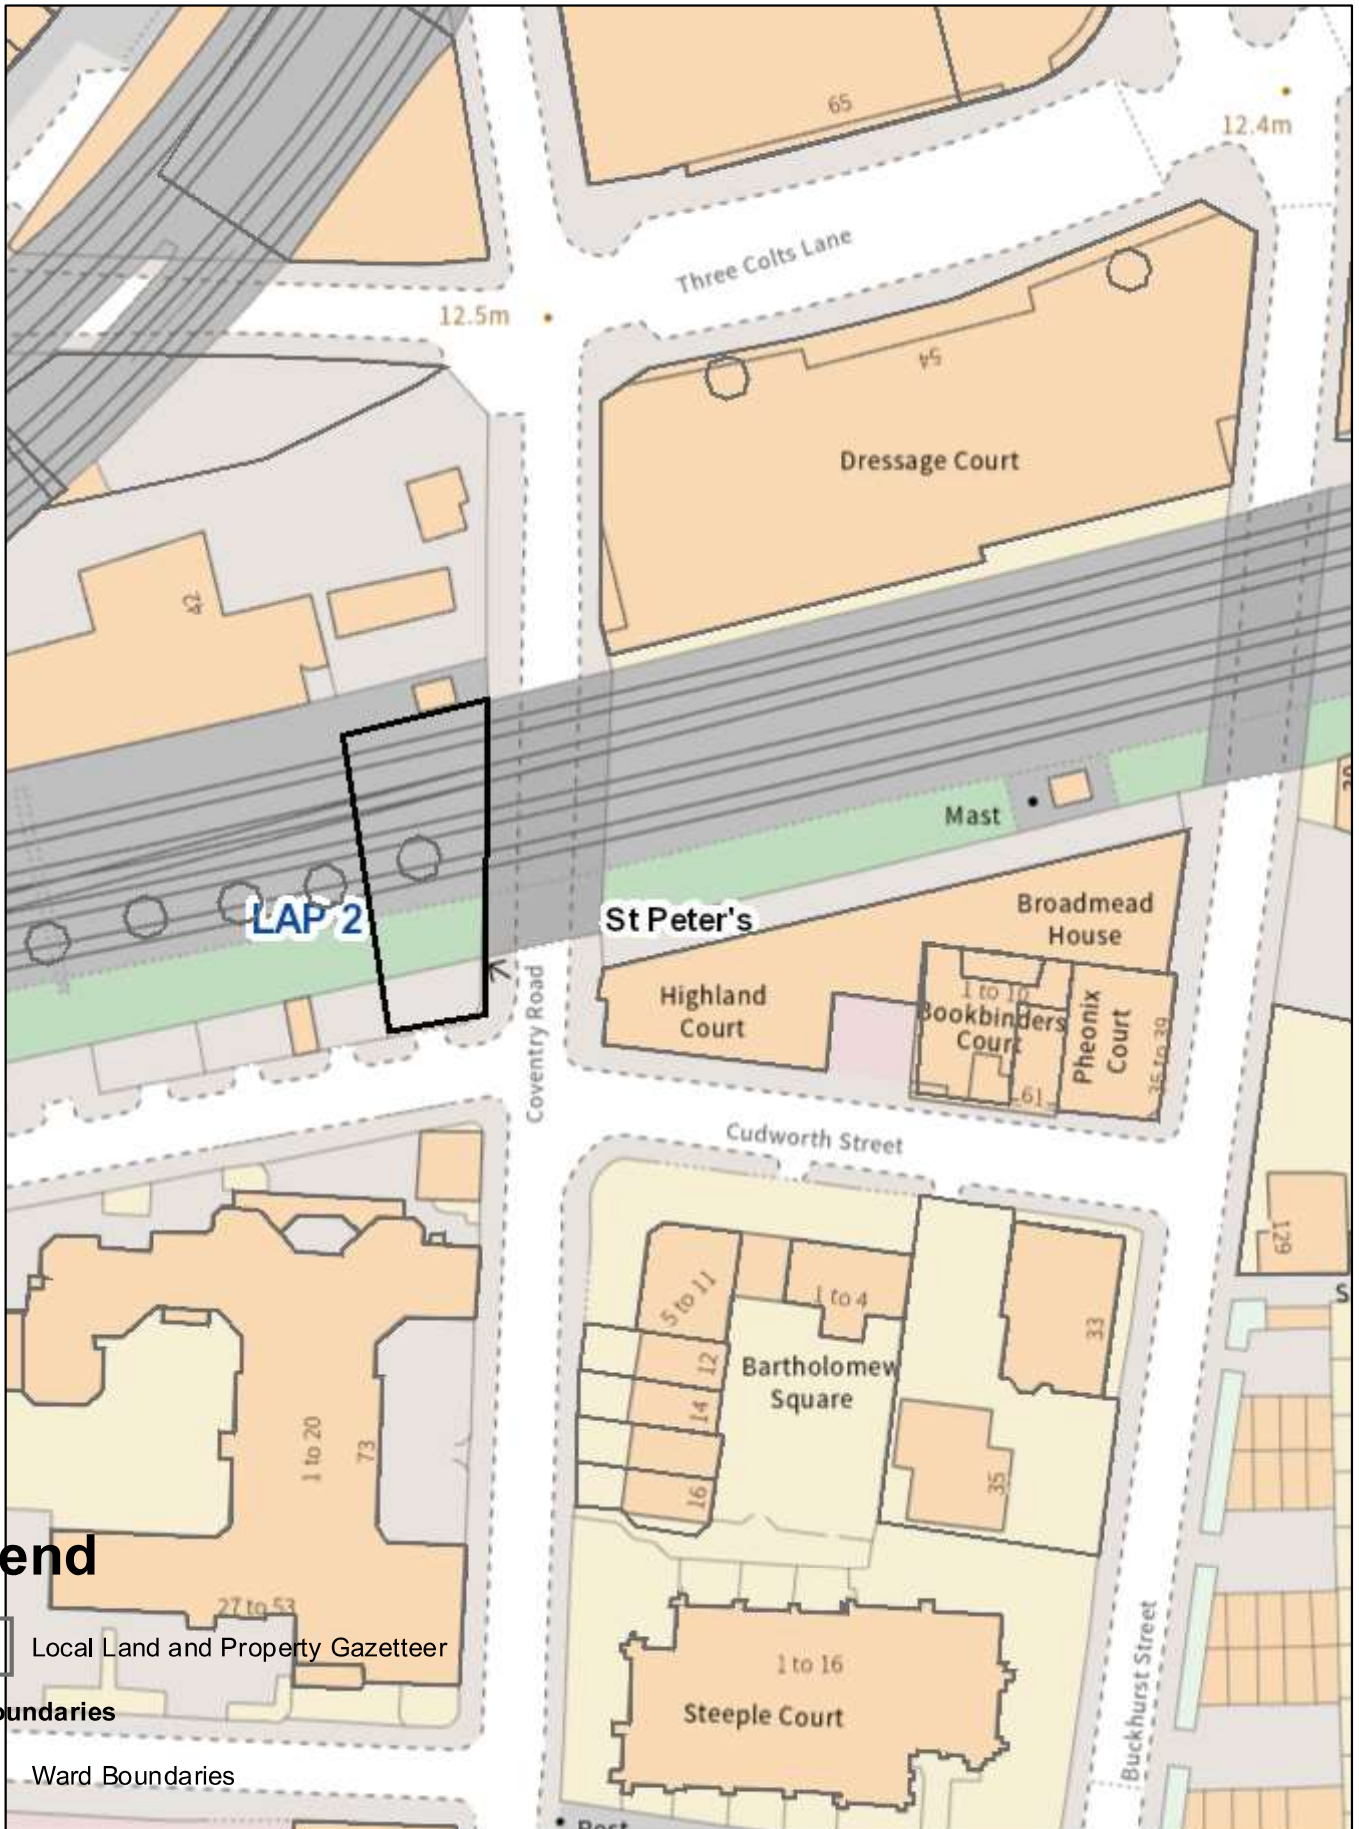 65
12.4m
Three Colts Lane
12.5m
54
Dressage Court
42
Mast
LAP 2
St Peter's
Broadmead
House
Highland
Court
1 to 10
Bookbinders
Court
Pheonix
Court
35 to 39
61
Coventry Road
Cudworth Street
129
S
5 to 11
1 to 4
33
12
Bartholomew
Square
14
16
35
1 to 20
73
end
27 to 53
Local Land and Property Gazetteer
oundaries
Ward Boundaries
1 to 16
Steeple Court
Buckhurst Street